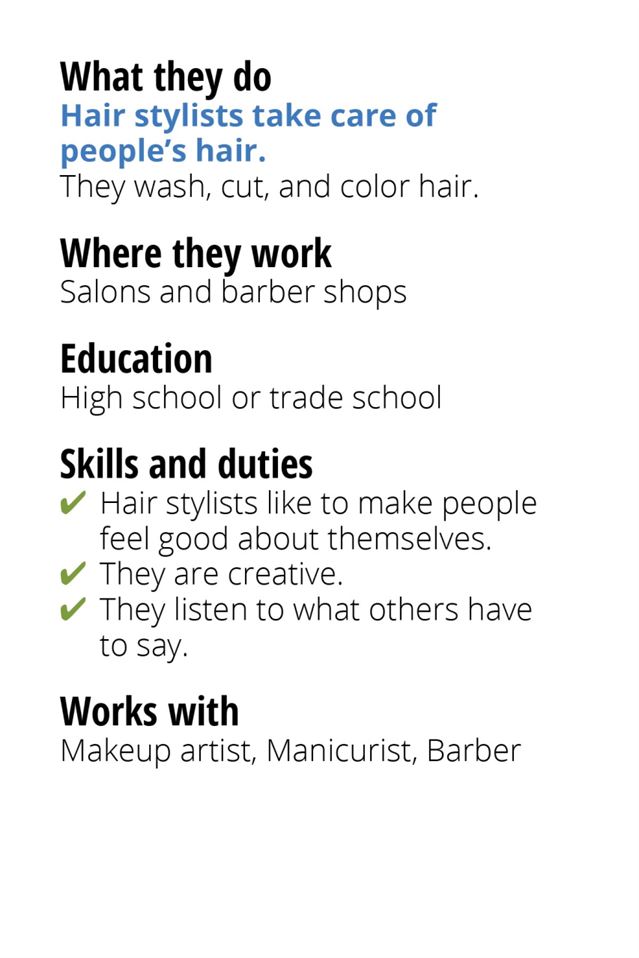 What they do
Hair stylists take care of
people’s hair.
They wash, cut, and color hair.
Where they work
Salons and barber shops
Education
High school or trade school
Skills and duties
✔ Hair stylists like to make people
feel good about themselves.
✔ They are creative.
✔ They listen to what others have
to say.
Works with
Makeup artist, Manicurist, Barber